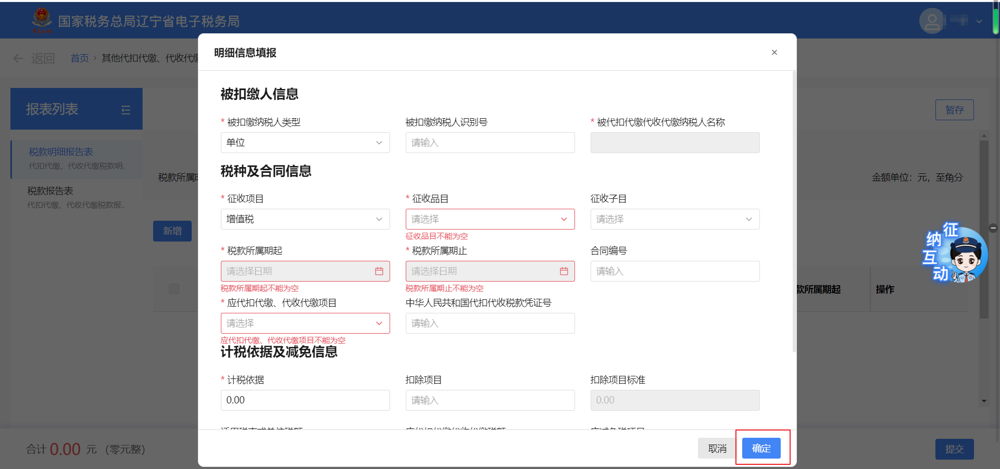 国家税务总局辽宁省电子税务局
返回 首页 › 其他代扣代缴、代收代缴
明细信息填报
报表列表
暂存
税款明细报告表
代扣代缴、代收代缴税款明..
税款报告表
代扣代缴、代收代缴税款报..
税款所属
金额单位：元，至角分
新增
被扣缴人信息
* 被扣缴纳税人类型 被扣缴纳税人识别号 * 被代扣代缴代收代缴纳税人名称
单位 请输入
税种及合同信息
* 征收项目 * 征收品目 征收子目
增值税 请选择 请选择
征收品目不能为空
* 税款所属期起 * 税款所属期止 合同编号
请选择日期 请选择日期 请输入
税款所属期起不能为空 税款所属期止不能为空
* 应代扣代缴、代收代缴项目 中华人民共和国代扣代收税款凭证号
请选择 请输入
应代扣代缴、代收代缴项目不能为空
计税依据及减免信息
* 计税依据 扣除项目 扣除项目标准
0.00 请输入 0.00
款所属期起 操作
征
纳
互
动
合计 0.00 元 （零元整）
取消 确定
提交